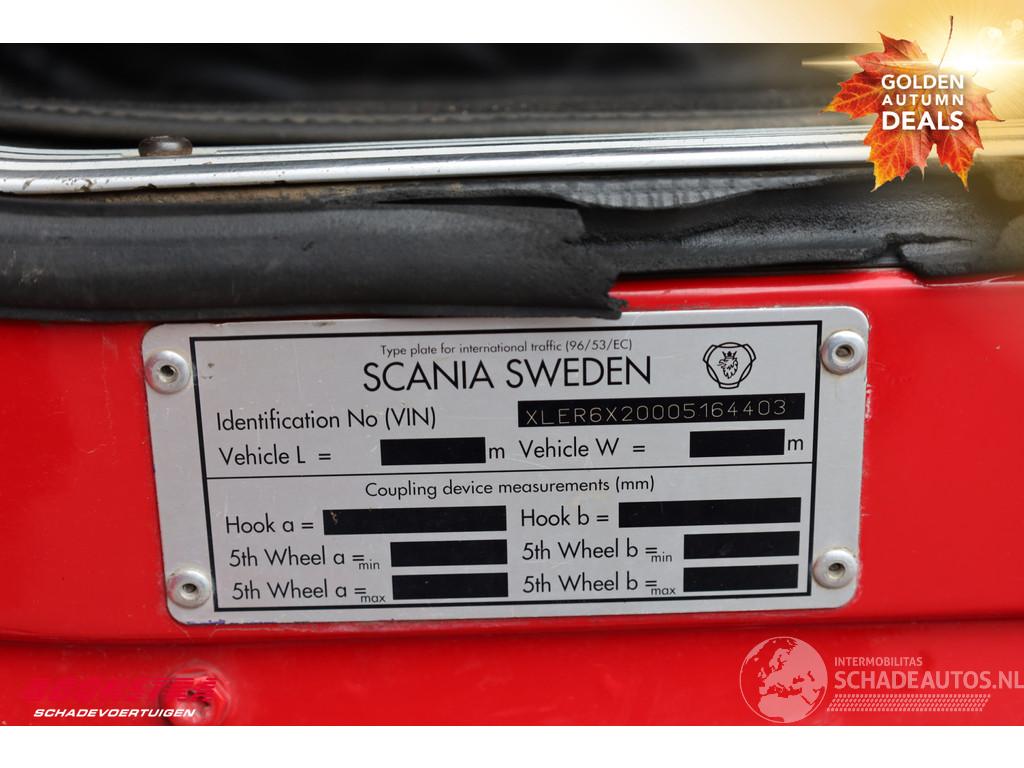 GOLDEN
AUTUMN
DEALS
Type plate for international traffic (96/53/EC)
SCANIA SWEDEN
Identification No (VIN) XLER6X20005164403
Vehicle L = m Vehicle W = m
Coupling device measurements (mm)
Hook a = Hook b =
5th Wheel a =min 5th Wheel b =min
5th Wheel a =max 5th Wheel b =max
INTERMOBILITAS
SCHADEAUTOS.NL
SCHADEVOERTUIGEN